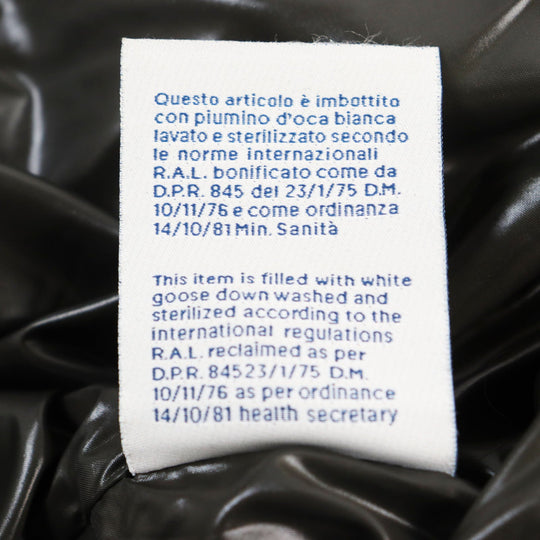 Questo articolo è imbottito
con piumino d'oca bianca
lavato e sterilizzato secondo
le norme internazionali
R.A.L. bonificato come da
D.P.R. 845 del 23/1/75 D.M.
10/11/76 e come ordinanza
14/10/81 Min. Sanità
This item is filled with white
goose down washed and
sterilized according to the
international regulations
R.A.L. reclaimed as per
D.P.R. 84523/1/75 D.M.
10/11/76 as per ordinance
14/10/81 health secretary